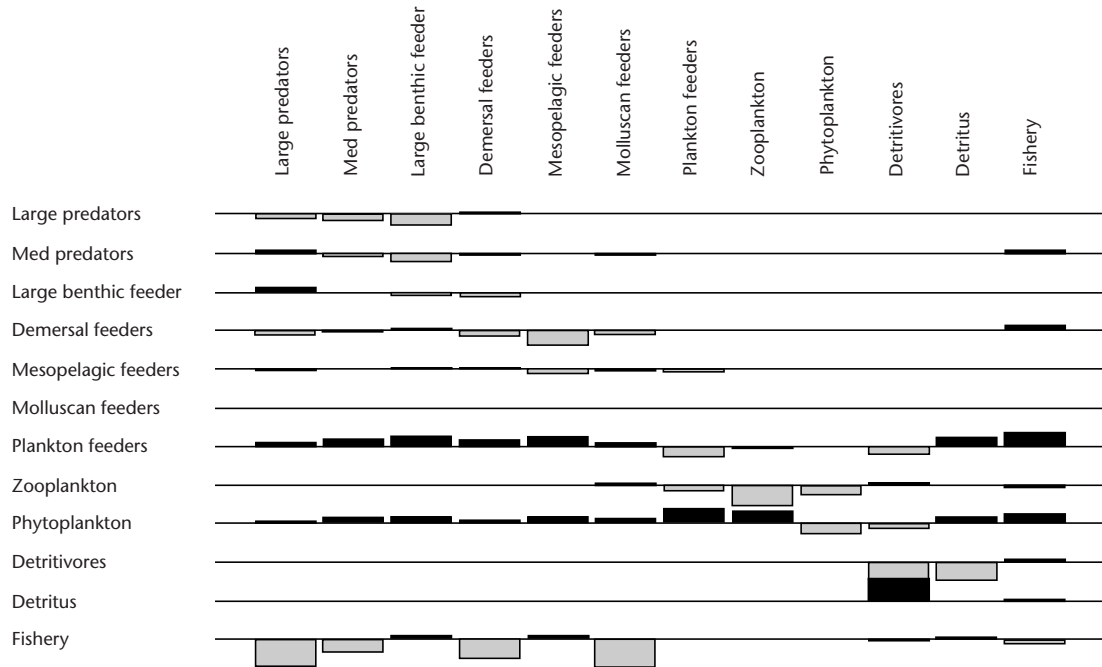 Large predators
Med predators
Large benthic feeder
Demersal feeders
Mesopelagic feeders
Molluscan feeders
Plankton feeders
Zooplankton
Phytoplankton
Detritivores
Detritus
Fishery
Large predators
Med predators
Large benthic feeder
Demersal feeders
Mesopelagic feeders
Molluscan feeders
Plankton feeders
Zooplankton
Phytoplankton
Detritivores
Detritus
Fishery